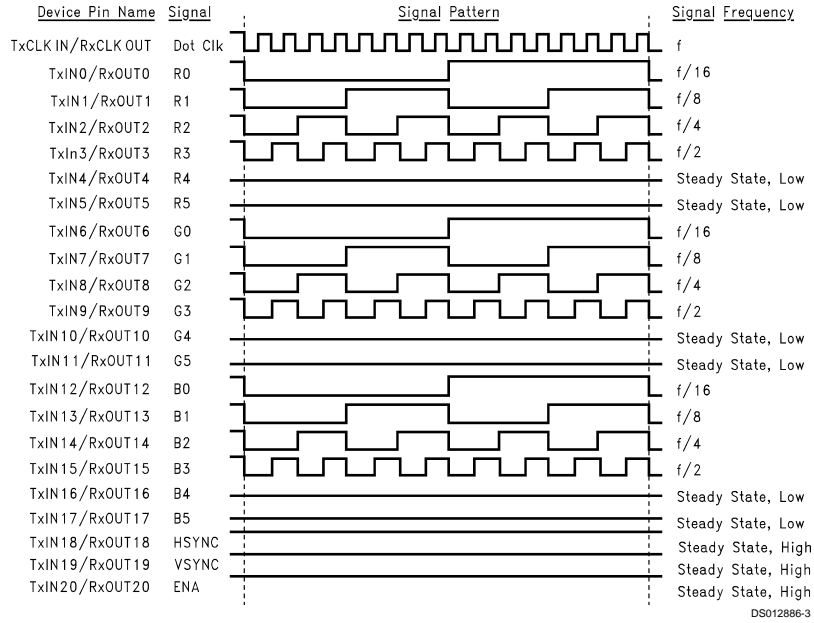 Device Pin Name Signal Signal Pattern Signal Frequency
TxCLK IN/RxCLK OUT Dot Clk f
TxIN0/RxOUT0 R0 f/16
TxIN1/RxOUT1 R1 f/8
TxIN2/RxOUT2 R2 f/4
TxIn3/RxOUT3 R3 f/2
TxIN4/RxOUT4 R4 Steady State, Low
TxIN5/RxOUT5 R5 Steady State, Low
TxIN6/RxOUT6 G0 f/16
TxIN7/RxOUT7 G1 f/8
TxIN8/RxOUT8 G2 f/4
TxIN9/RxOUT9 G3 f/2
TxIN10/RxOUT10 G4 Steady State, Low
TxIN11/RxOUT11 G5 Steady State, Low
TxIN12/RxOUT12 B0 f/16
TxIN13/RxOUT13 B1 f/8
TxIN14/RxOUT14 B2 f/4
TxIN15/RxOUT15 B3 f/2
TxIN16/RxOUT16 B4 Steady State, Low
TxIN17/RxOUT17 B5 Steady State, Low
TxIN18/RxOUT18 HSYNC Steady State, High
TxIN19/RxOUT19 VSYNC Steady State, High
TxIN20/RxOUT20 ENA Steady State, High
DS012886-3